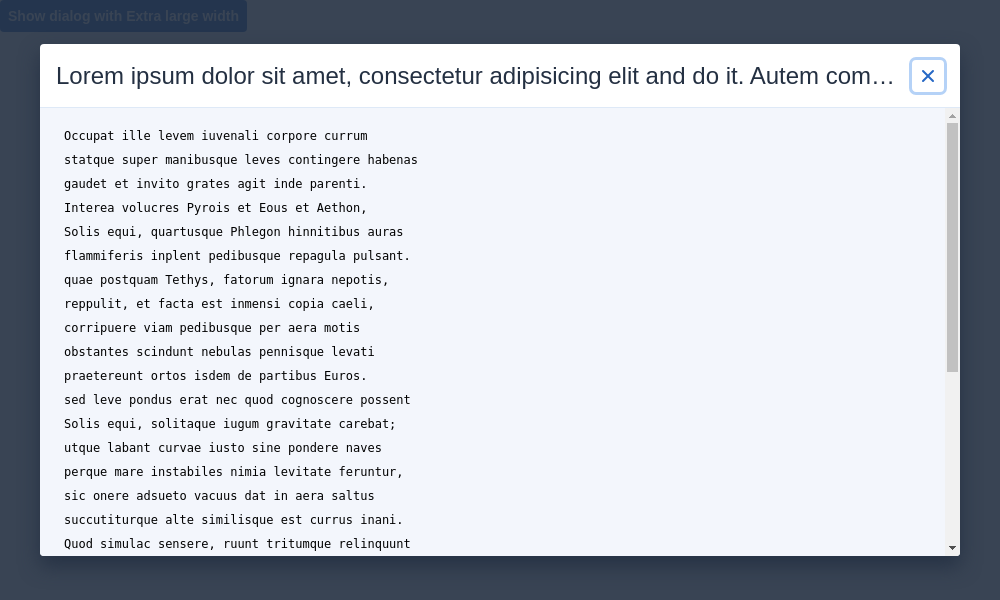 Show dialog with Extra large width
Lorem ipsum dolor sit amet, consectetur adipisicing elit and do it. Autem com…
Occupat ille levem iuvenali corpore currum
statque super manibusque leves contingere habenas
gaudet et invito grates agit inde parenti.
Interea volucres Pyrois et Eous et Aethon,
Solis equi, quartusque Phlegon hinnitibus auras
flammiferis inplent pedibusque repagula pulsant.
quae postquam Tethys, fatorum ignara nepotis,
reppulit, et facta est inmensi copia caeli,
corripuere viam pedibusque per aera motis
obstantes scindunt nebulas pennisque levati
praetereunt ortos isdem de partibus Euros.
sed leve pondus erat nec quod cognoscere possent
Solis equi, solitaque iugum gravitate carebat;
utque labant curvae iusto sine pondere naves
perque mare instabiles nimia levitate feruntur,
sic onere adsueto vacuus dat in aera saltus
succutiturque alte similisque est currus inani.
Quod simulac sensere, ruunt tritumque relinquunt